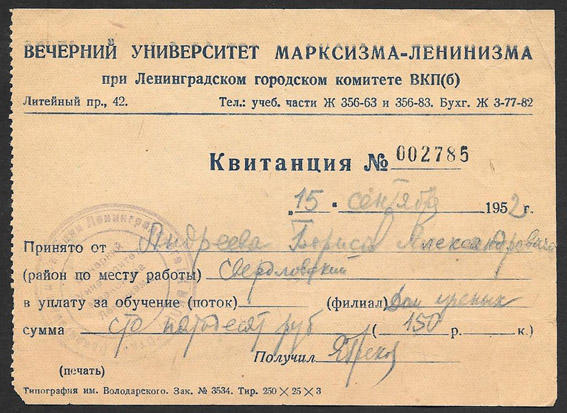 ВЕЧЕРНИЙ УНИВЕРСИТЕТ МАРКСИЗМА-ЛЕНИНИЗМА
при Ленинградском городском комитете ВКП(б)
Литейный пр., 42. Тел.: учеб. части Ж 356-63 и 356-83. Бухг. Ж 3-77-82
Квитанция № 002785
„15 " сентября 1952 г.
Принято от Андреева Бориса Александровича
(район по месту работы) Свердловский
в уплату за обучение (поток) (филиал) Дом ученых
сумма сто пятьдесят руб (150 р. к.)
Получил
(печать)
Типография им. Володарского. Зак. № 3534. Тир. 250×25×3